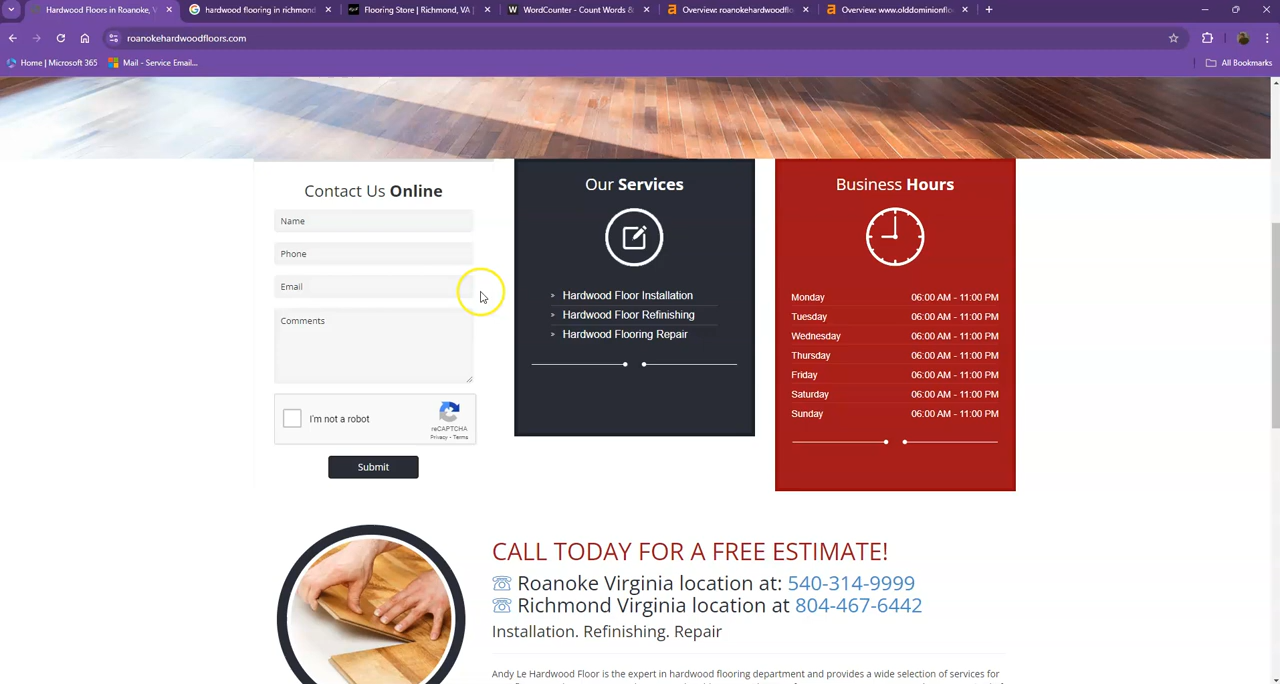 Hardwood Floors in Roanoke, V
hardwood flooring in richmond
Flooring Store | Richmond, VA |
WordCounter - Count Words &
Overview: roanokehardwoodflo
Overview: www.olddominionflo
roanokehardwoodfloors.com
Home | Microsoft 365
Mail - Service Email...
All Bookmarks
Contact Us Online
Name
Phone
Email
Comments
I'm not a robot
reCAPTCHA
Privacy - Terms
Submit
Our Services
Hardwood Floor Installation
Hardwood Floor Refinishing
Hardwood Flooring Repair
Business Hours
Monday 06:00 AM - 11:00 PM
Tuesday 06:00 AM - 11:00 PM
Wednesday 06:00 AM - 11:00 PM
Thursday 06:00 AM - 11:00 PM
Friday 06:00 AM - 11:00 PM
Saturday 06:00 AM - 11:00 PM
Sunday 06:00 AM - 11:00 PM
CALL TODAY FOR A FREE ESTIMATE!
Roanoke Virginia location at: 540-314-9999
Richmond Virginia location at 804-467-6442
Installation. Refinishing. Repair
Andy Le Hardwood Floor is the expert in hardwood flooring department and provides a wide selection of services for